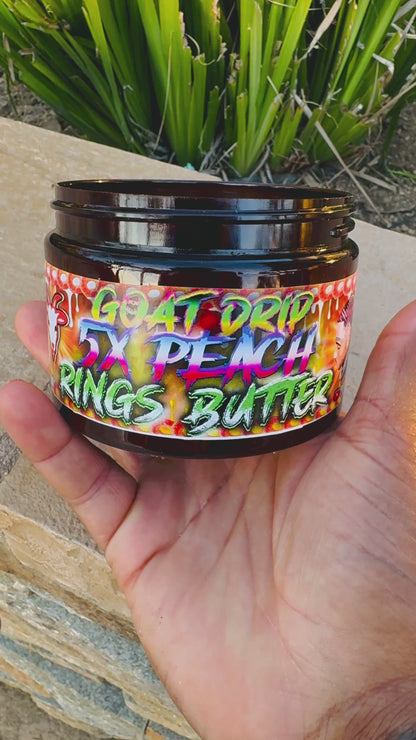 GOAT DRIP
5X PEACH
RINGS BUTTER